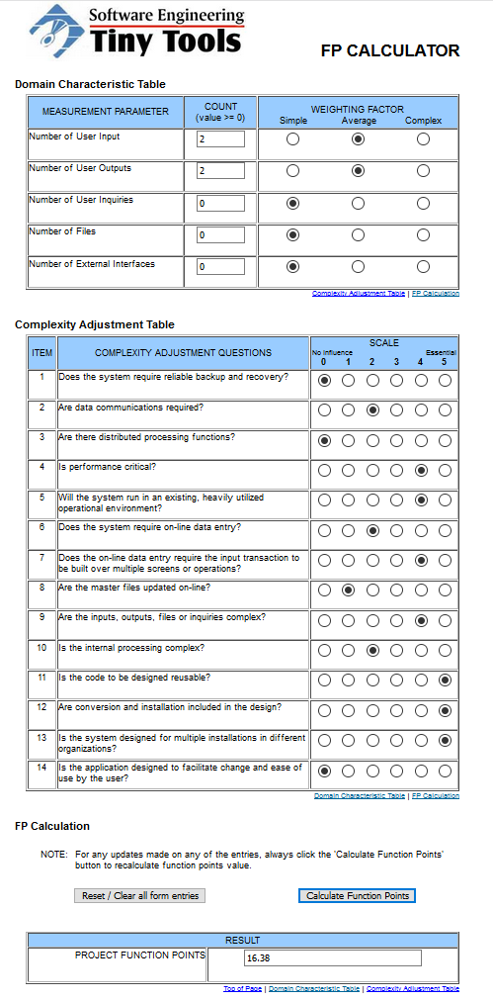 Software Engineering
Tiny Tools
FP CALCULATOR
Domain Characteristic Table
MEASUREMENT PARAMETER
COUNT
(value >= 0)
WEIGHTING FACTOR
Simple Average Complex
Number of User Input
2
Number of User Outputs
2
Number of User Inquiries
0
Number of Files
0
Number of External Interfaces
0
Complexity Adjustment Table | FP Calculation
Complexity Adjustment Table
ITEM
COMPLEXITY ADJUSTMENT QUESTIONS
SCALE
No Influence Essential
0 1 2 3 4 5
1 Does the system require reliable backup and recovery?
2 Are data communications required?
3 Are there distributed processing functions?
4 Is performance critical?
5 Will the system run in an existing, heavily utilized
operational environment?
6 Does the system require on-line data entry?
7 Does the on-line data entry require the input transaction to
be built over multiple screens or operations?
8 Are the master files updated on-line?
9 Are the inputs, outputs, files or inquiries complex?
10 Is the internal processing complex?
11 Is the code to be designed reusable?
12 Are conversion and installation included in the design?
13 Is the system designed for multiple installations in different
organizations?
14 Is the application designed to facilitate change and ease of
use by the user?
Domain Characteristic Table | FP Calculation
FP Calculation
NOTE: For any updates made on any of the entries, always click the 'Calculate Function Points'
button to recalculate function points value.
Reset / Clear all form entries
Calculate Function Points
RESULT
PROJECT FUNCTION POINTS
16.38
Top of Page | Domain Characteristic Table | Complexity Adjustment Table